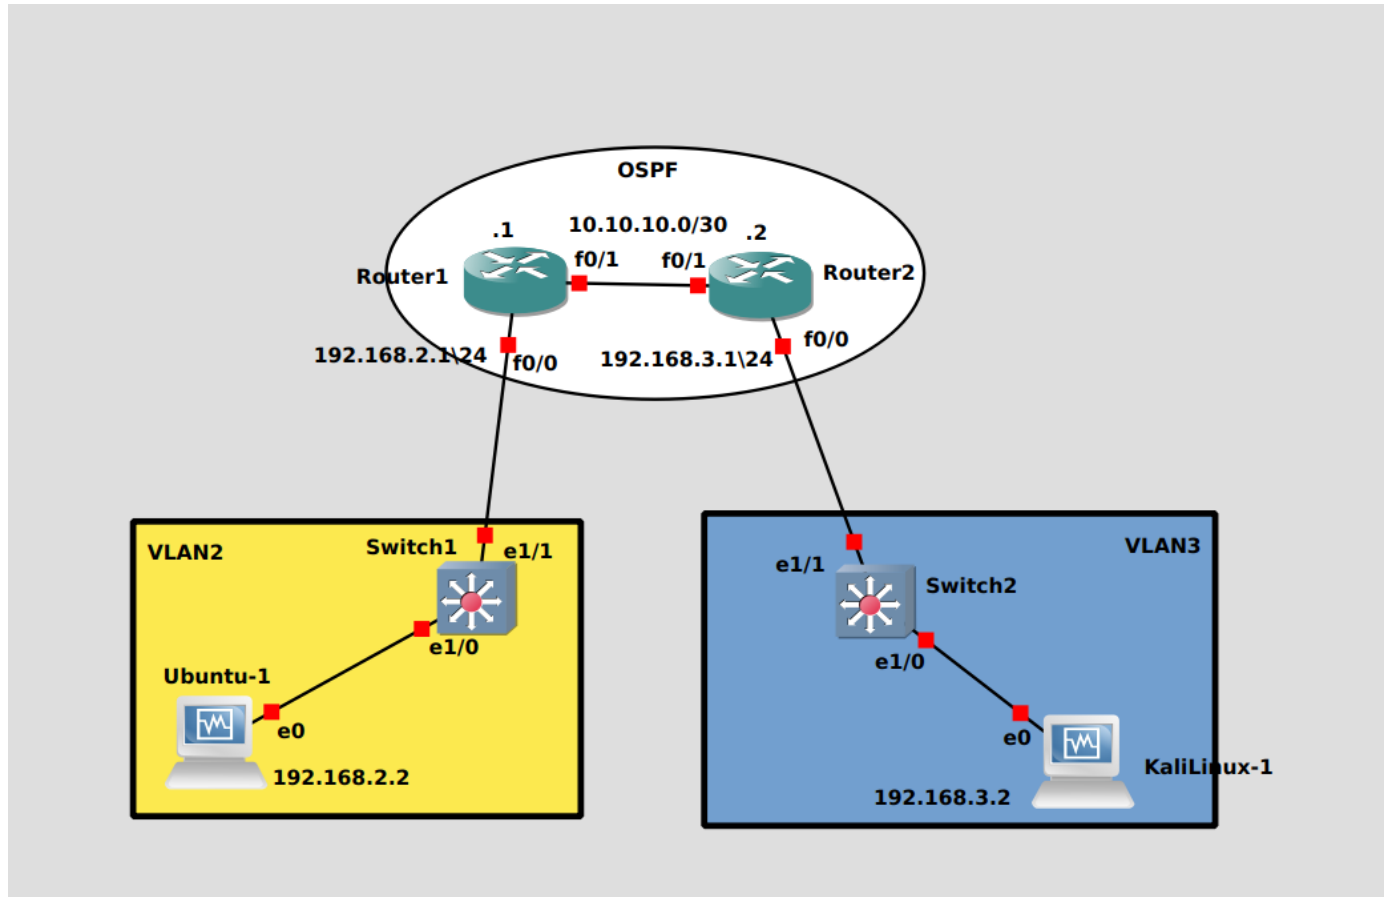 OSPF
10.10.10.0/30
.1
.2
f0/1
f0/1
Router1
Router2
192.168.2.1\24
f0/0
192.168.3.1\24
f0/0
VLAN2
Switch1
e1/1
e1/0
Ubuntu-1
e0
192.168.2.2
VLAN3
e1/1
Switch2
e1/0
e0
KaliLinux-1
192.168.3.2